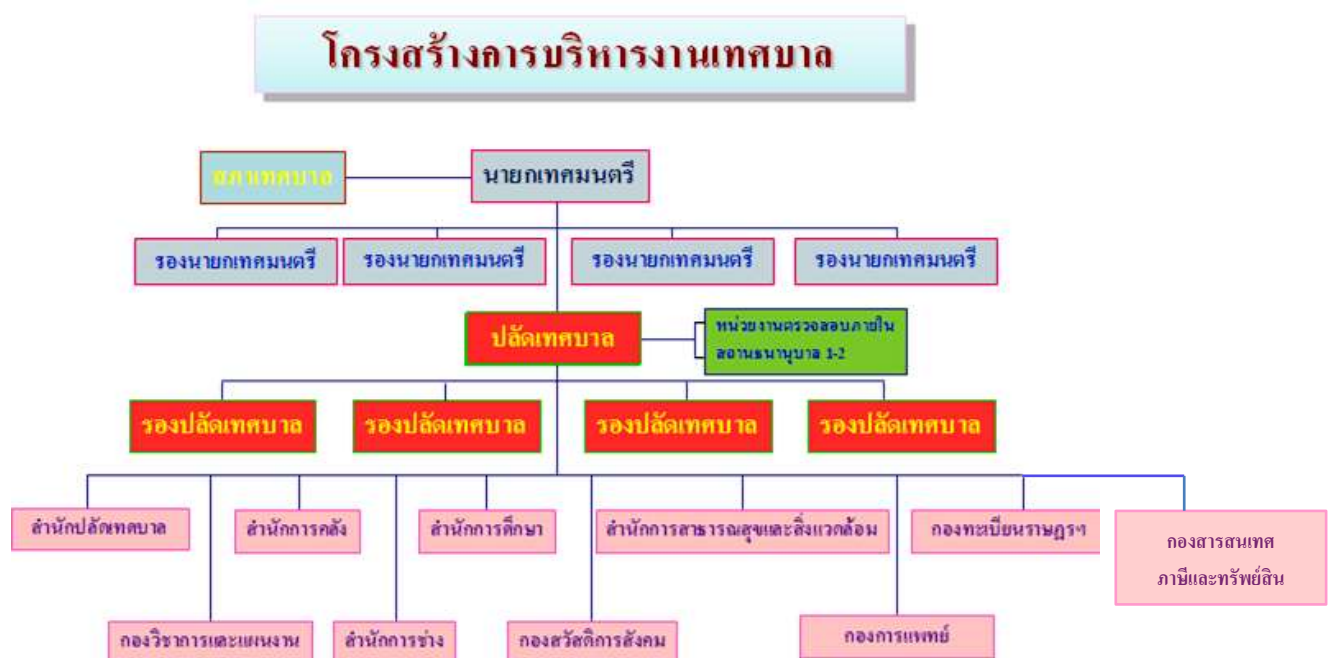 โครงสร้างการบริหารงานเทศบาล
สภาเทศบาล
นายกเทศมนตรี
รองนายกเทศมนตรี
รองนายกเทศมนตรี
รองนายกเทศมนตรี
รองนายกเทศมนตรี
ปลัดเทศบาล
หน่วยงานตรวจสอบภายใน
สถานธนานุบาล 1-2
รองปลัดเทศบาล
รองปลัดเทศบาล
รองปลัดเทศบาล
รองปลัดเทศบาล
สำนักปลัดเทศบาล
สำนักการคลัง
สำนักการศึกษา
สำนักการสาธารณสุขและสิ่งแวดล้อม
กองทะเบียนราษฎรฯ
กองสารสนเทศ
ภาษีและทรัพย์สิน
กองวิชาการและแผนงาน
สำนักการช่าง
กองสวัสดิการสังคม
กองการแพทย์